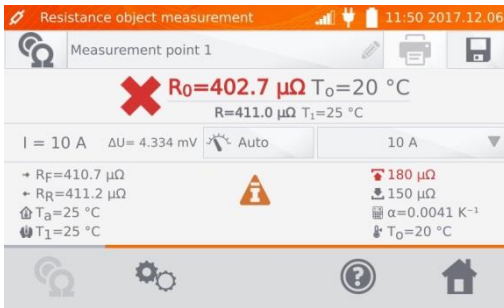 Resistance object measurement 11:50 2017.12.06
Measurement point 1
R₀=402.7 µΩ T₀=20 °C
R=411.0 µΩ T₁=25 °C
I = 10 A ΔU= 4.334 mV Auto 10 A
R_F=410.7 µΩ 180 µΩ
R_R=411.2 µΩ 150 µΩ
Tₐ=25 °C α=0.0041 K⁻¹
T₁=25 °C T₀=20 °C